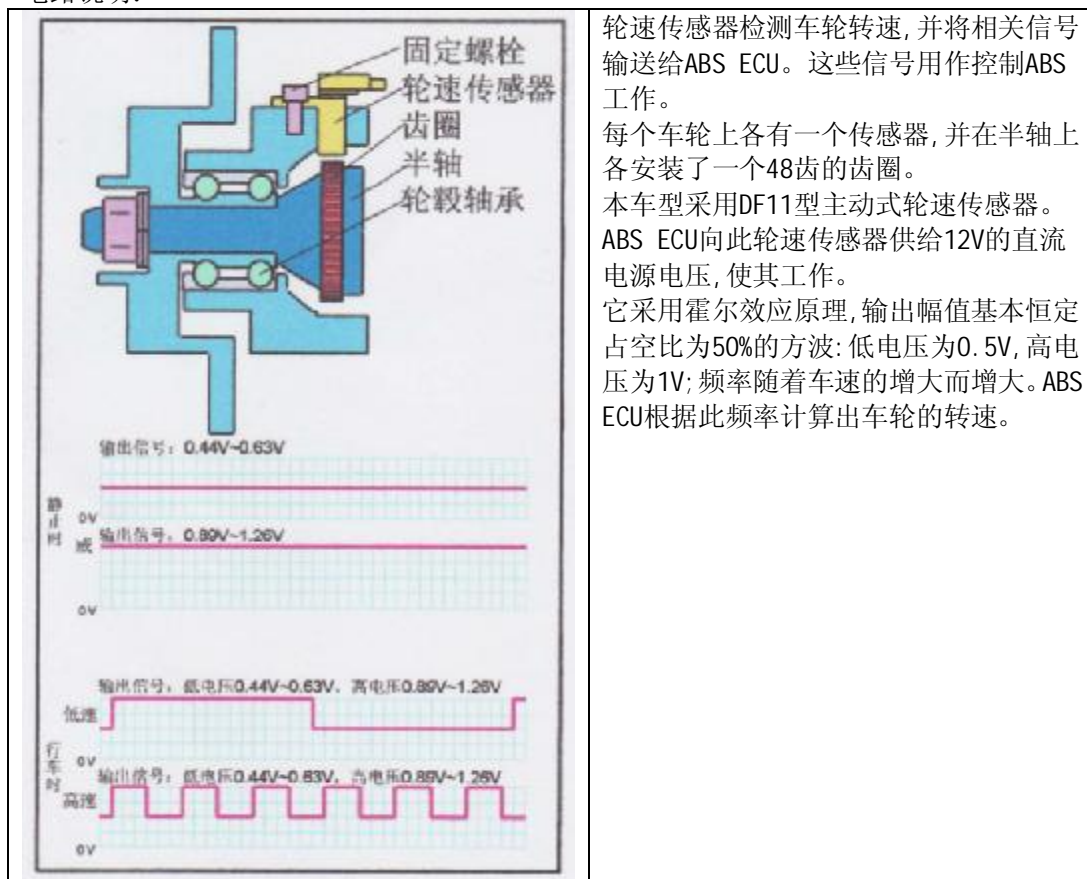 固定螺栓
轮速传感器
齿圈
半轴
轮毂轴承
输出信号：0.44V~0.63V
静止时
0V
或
输出信号：0.89V~1.26V
0V
输出信号：低电压0.44V~0.63V，高电压0.89V~1.26V
低速
行车时
0V
输出信号：低电压0.44V~0.63V，高电压0.89V~1.26V
高速
0V
轮速传感器检测车轮转速,并将相关信号
输送给ABS ECU。这些信号用作控制ABS
工作。
每个车轮上各有一个传感器,并在半轴上
各安装了一个48齿的齿圈。
本车型采用DF11型主动式轮速传感器。
ABS ECU向此轮速传感器供给12V的直流
电源电压,使其工作。
它采用霍尔效应原理,输出幅值基本恒定
占空比为50%的方波:低电压为0.5V,高电
压为1V;频率随着车速的增大而增大。ABS
ECU根据此频率计算出车轮的转速。